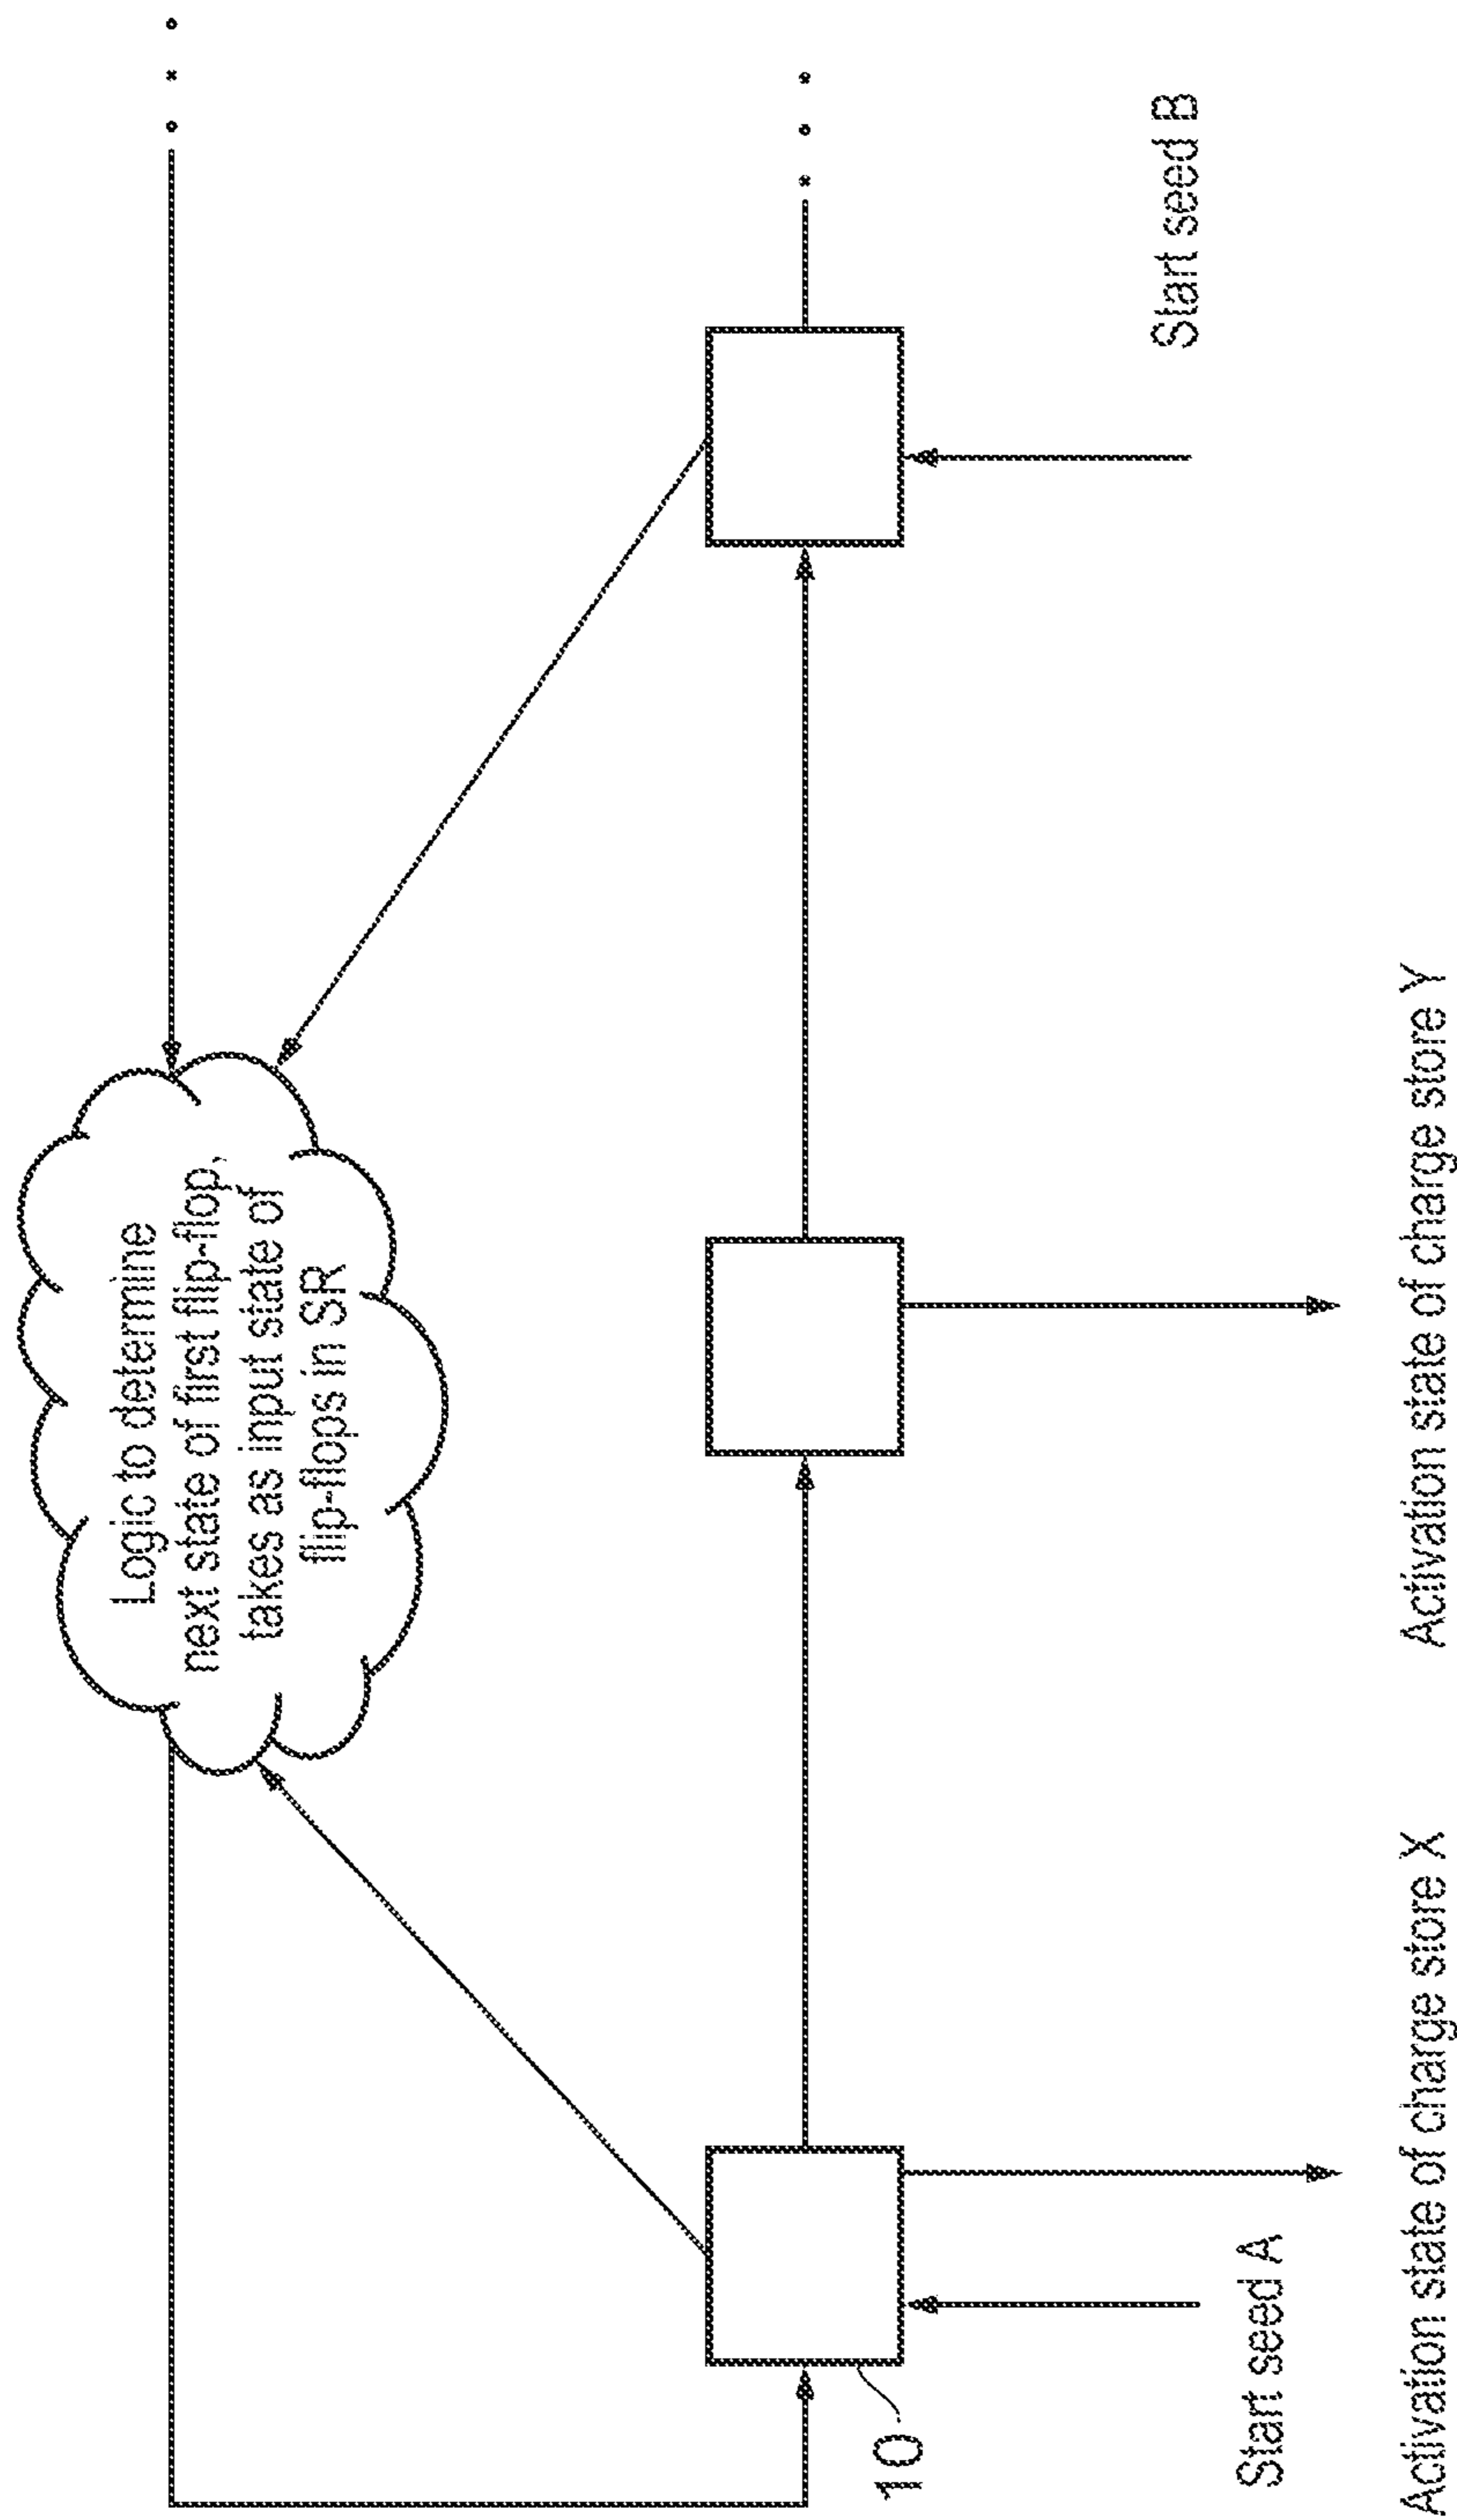 Logic to determine
next state of first flip-flop,
takes as input state of
flip-flops in SR
10
Start seed A
Start seed B
Activation state of charge store X
Activation state of charge store Y